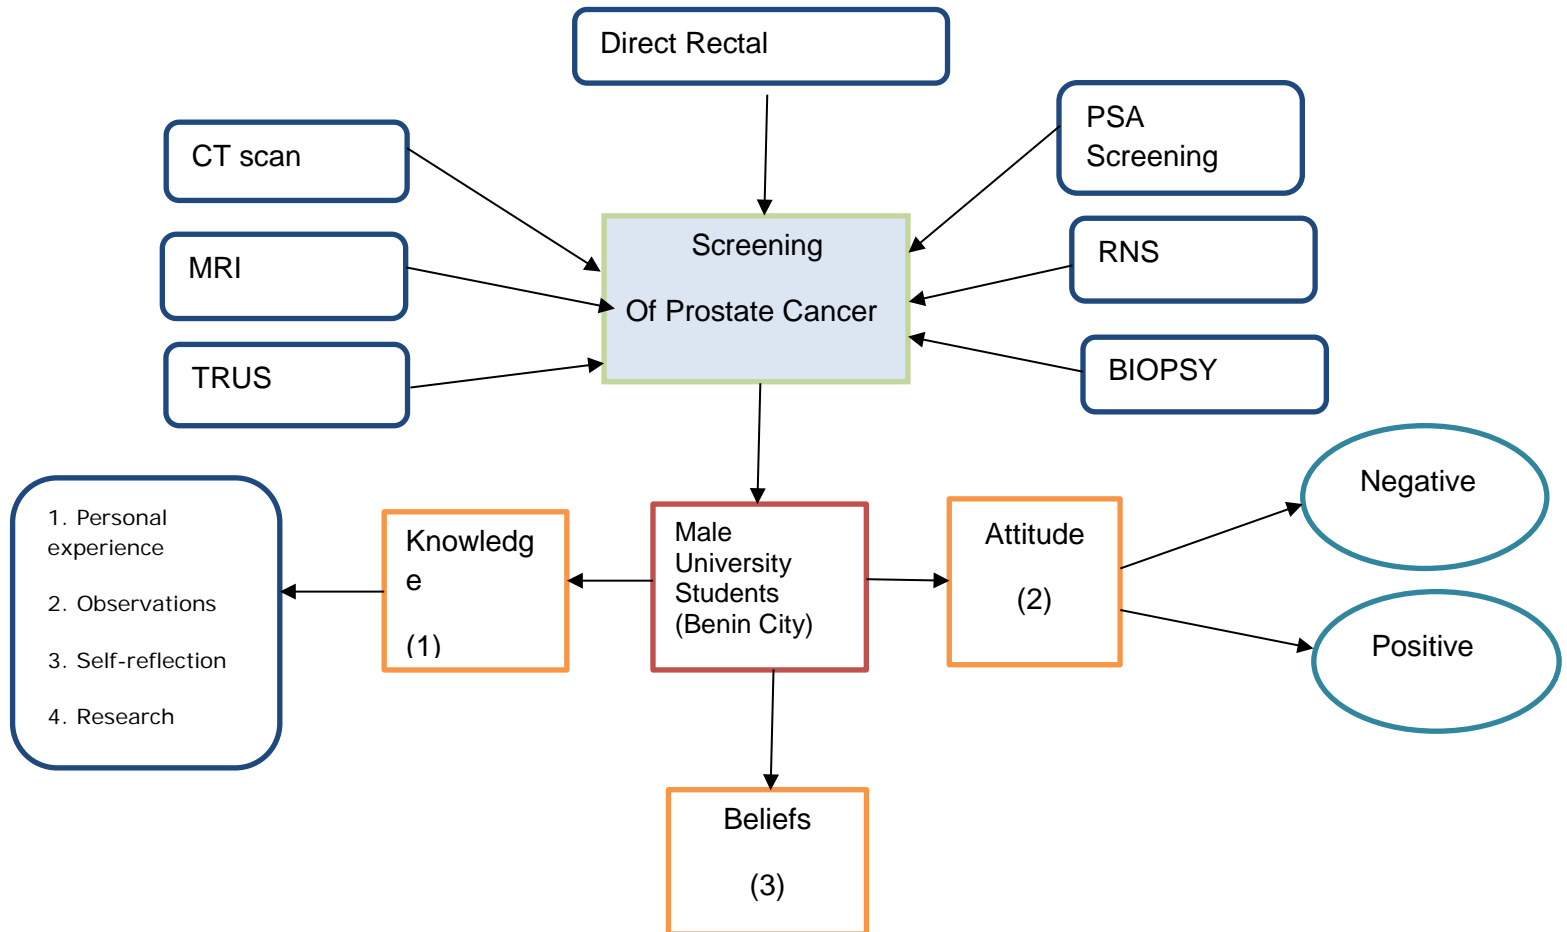 Direct Rectal
CT scan
PSA
Screening
MRI
Screening
Of Prostate Cancer
RNS
TRUS
BIOPSY
1. Personal
experience
2. Observations
3. Self-reflection
4. Research
Knowledg
e
(1)
Male
University
Students
(Benin City)
Attitude
(2)
Negative
Positive
Beliefs
(3)